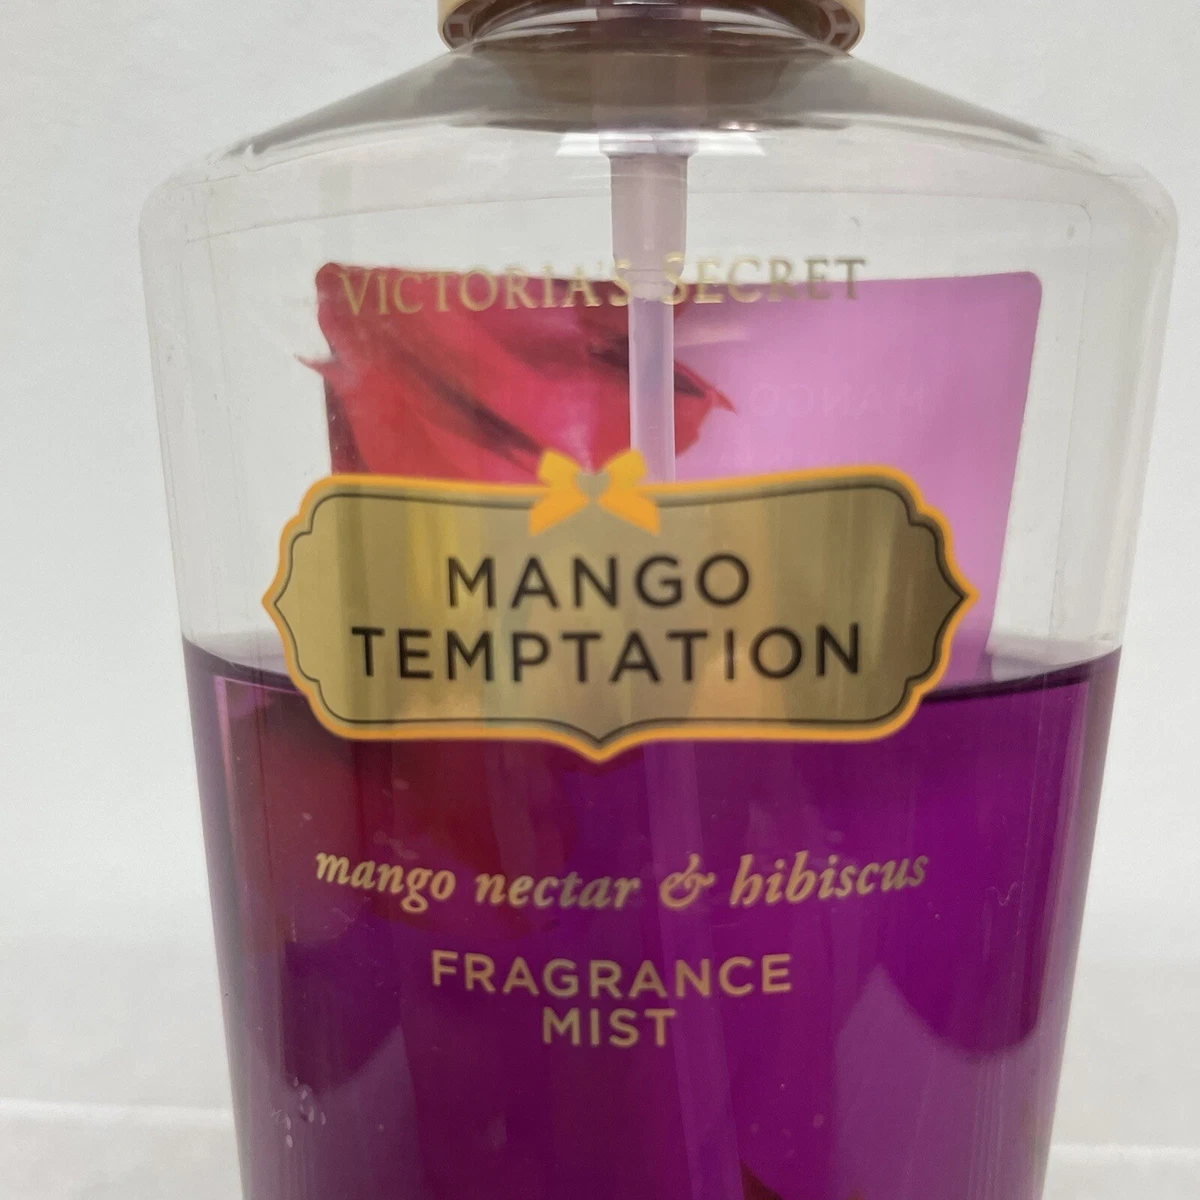 VICTORIA'S SECRET
MANGO
TEMPTATION
mango nectar & hibiscus
FRAGRANCE
MIST